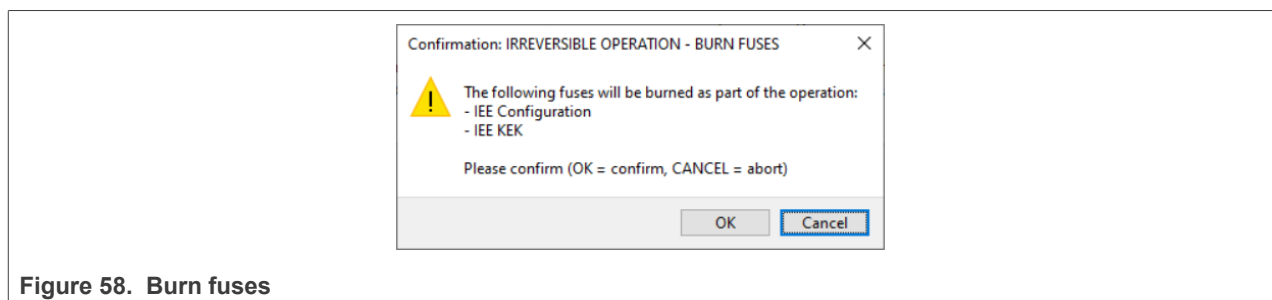 Confirmation: IRREVERSIBLE OPERATION - BURN FUSES
The following fuses will be burned as part of the operation:
- IEE Configuration
- IEE KEK
Please confirm (OK = confirm, CANCEL = abort)
OK Cancel
Figure 58. Burn fuses